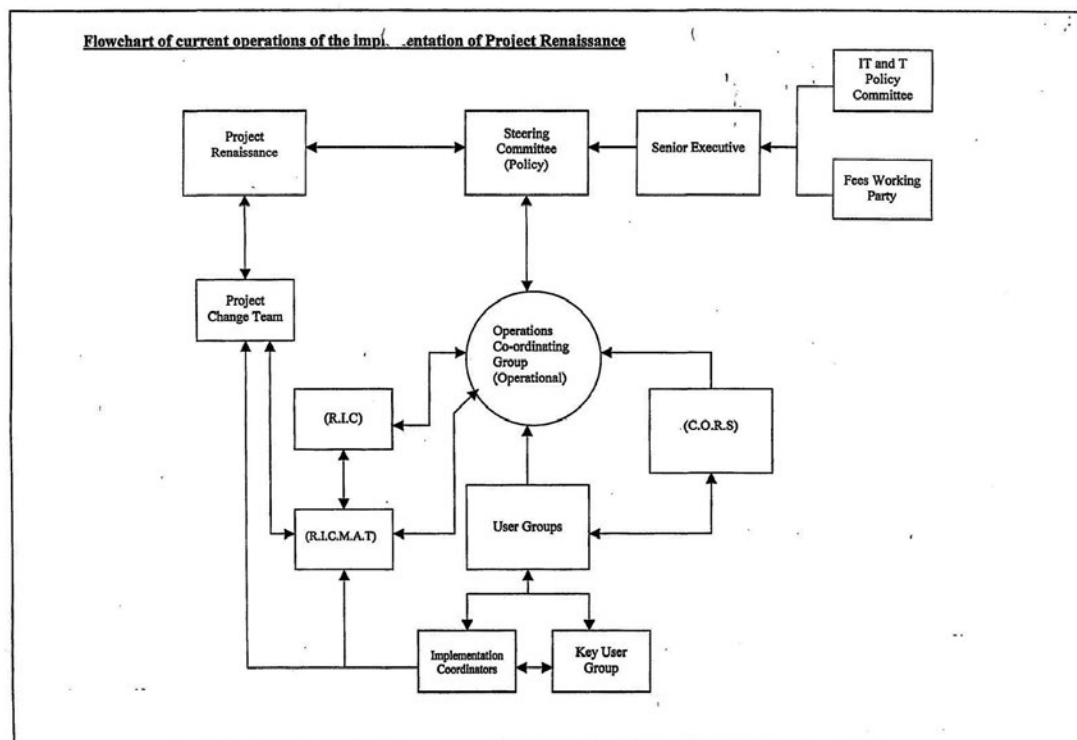 Flowchart of current operations of the entation of Project Renaissance
IT and T
Policy
Committee
Project
Renaissance
Steering
Committee
(Policy)
Senior Executive
Fees Working
Party
Project
Change Team
Operations
Co-ordinating
Group
(Operational)
(R.I.C)
(C.O.R.S)
(R.I.C.M.A.T)
User Groups
Implementation
Coordinators
Key User
Group